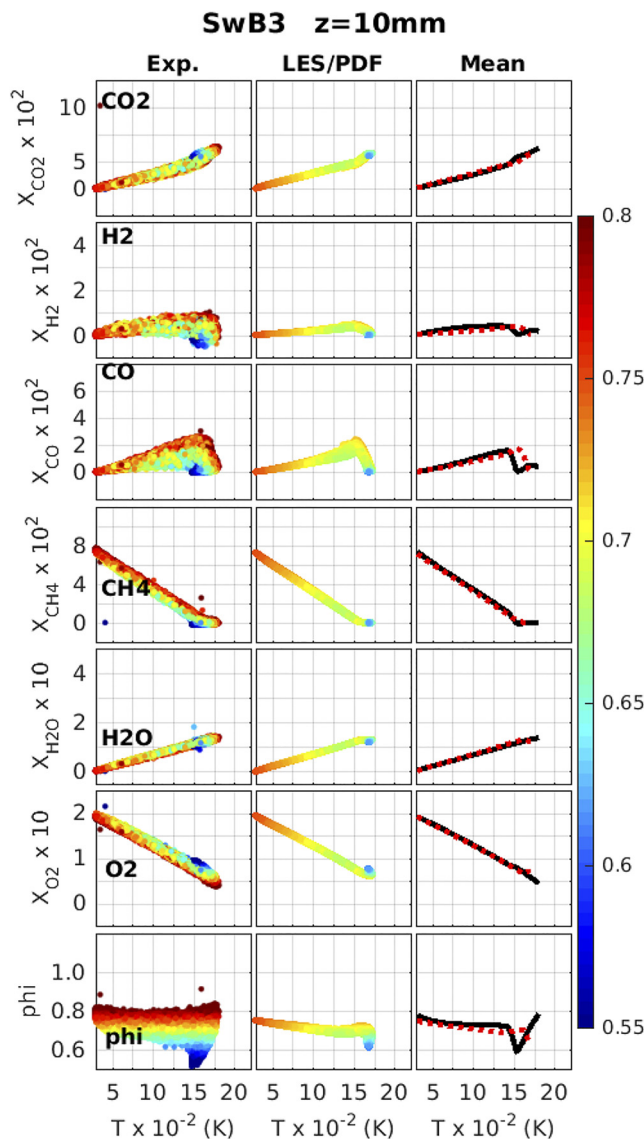 SwB3 z=10mm
Exp. LES/PDF Mean
CO2
X_CO2 x 10^2
10
5
0
H2
X_H2 x 10^2
4
2
0
CO
X_CO x 10^2
6
4
2
0
CH4
X_CH4 x 10^2
8
4
0
H2O
X_H2O x 10
4
2
0
O2
X_O2 x 10
2
1
0
phi
phi
1.0
0.8
0.6
5 10 15 20 5 10 15 20 5 10 15 20
T x 10^-2 (K) T x 10^-2 (K) T x 10^-2 (K)
0.8
0.75
0.7
0.65
0.6
0.55